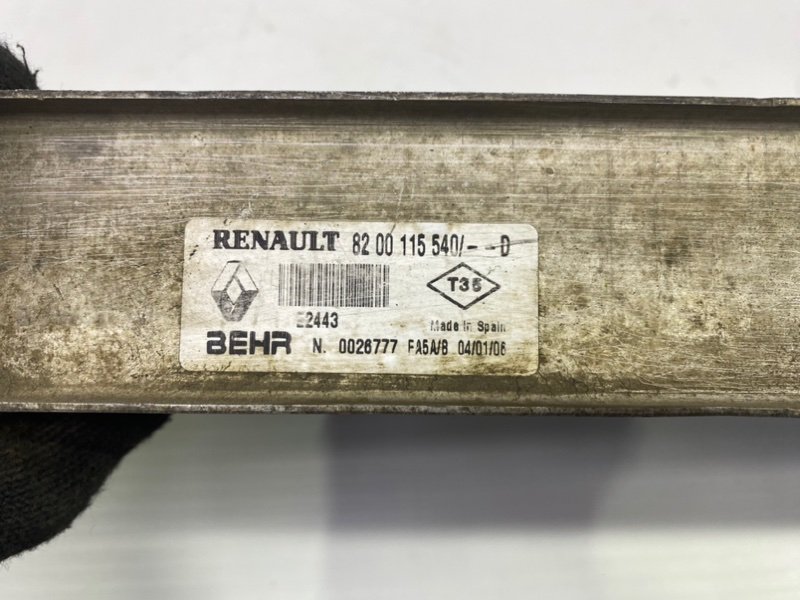 RENAULT 82 00 115 540/- -D
T35
E2443
Made In Spain
BEHR N. 0026777 FA5A/B 04/01/06